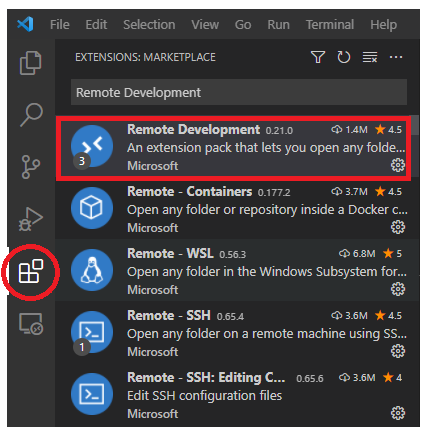 File Edit Selection View Go Run Terminal Help
EXTENSIONS: MARKETPLACE
Remote Development
Remote Development 0.21.0 1.4M 4.5
An extension pack that lets you open any folde...
3
Microsoft
Remote - Containers 0.177.2 3.7M 4.5
Open any folder or repository inside a Docker c...
Microsoft
Remote - WSL 0.56.3 6.8M 5
Open any folder in the Windows Subsystem for...
Microsoft
Remote - SSH 0.65.4 3.6M 4.5
Open any folder on a remote machine using SS...
1
Microsoft
Remote - SSH: Editing C... 0.65.6 3.6M 4
Edit SSH configuration files
Microsoft